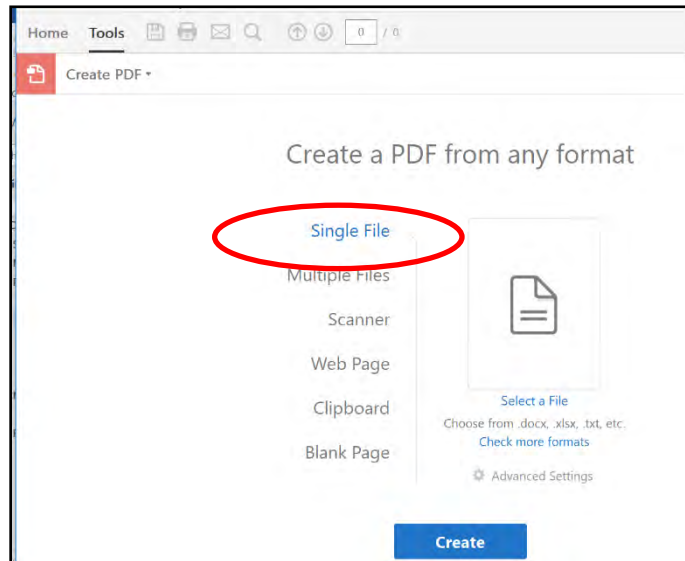 Home Tools 0 / 0
Create PDF
Create a PDF from any format
Single File
Multiple Files
Scanner
Web Page
Clipboard
Blank Page
Select a File
Choose from .docx, .xlsx, .txt, etc.
Check more formats
Advanced Settings
Create